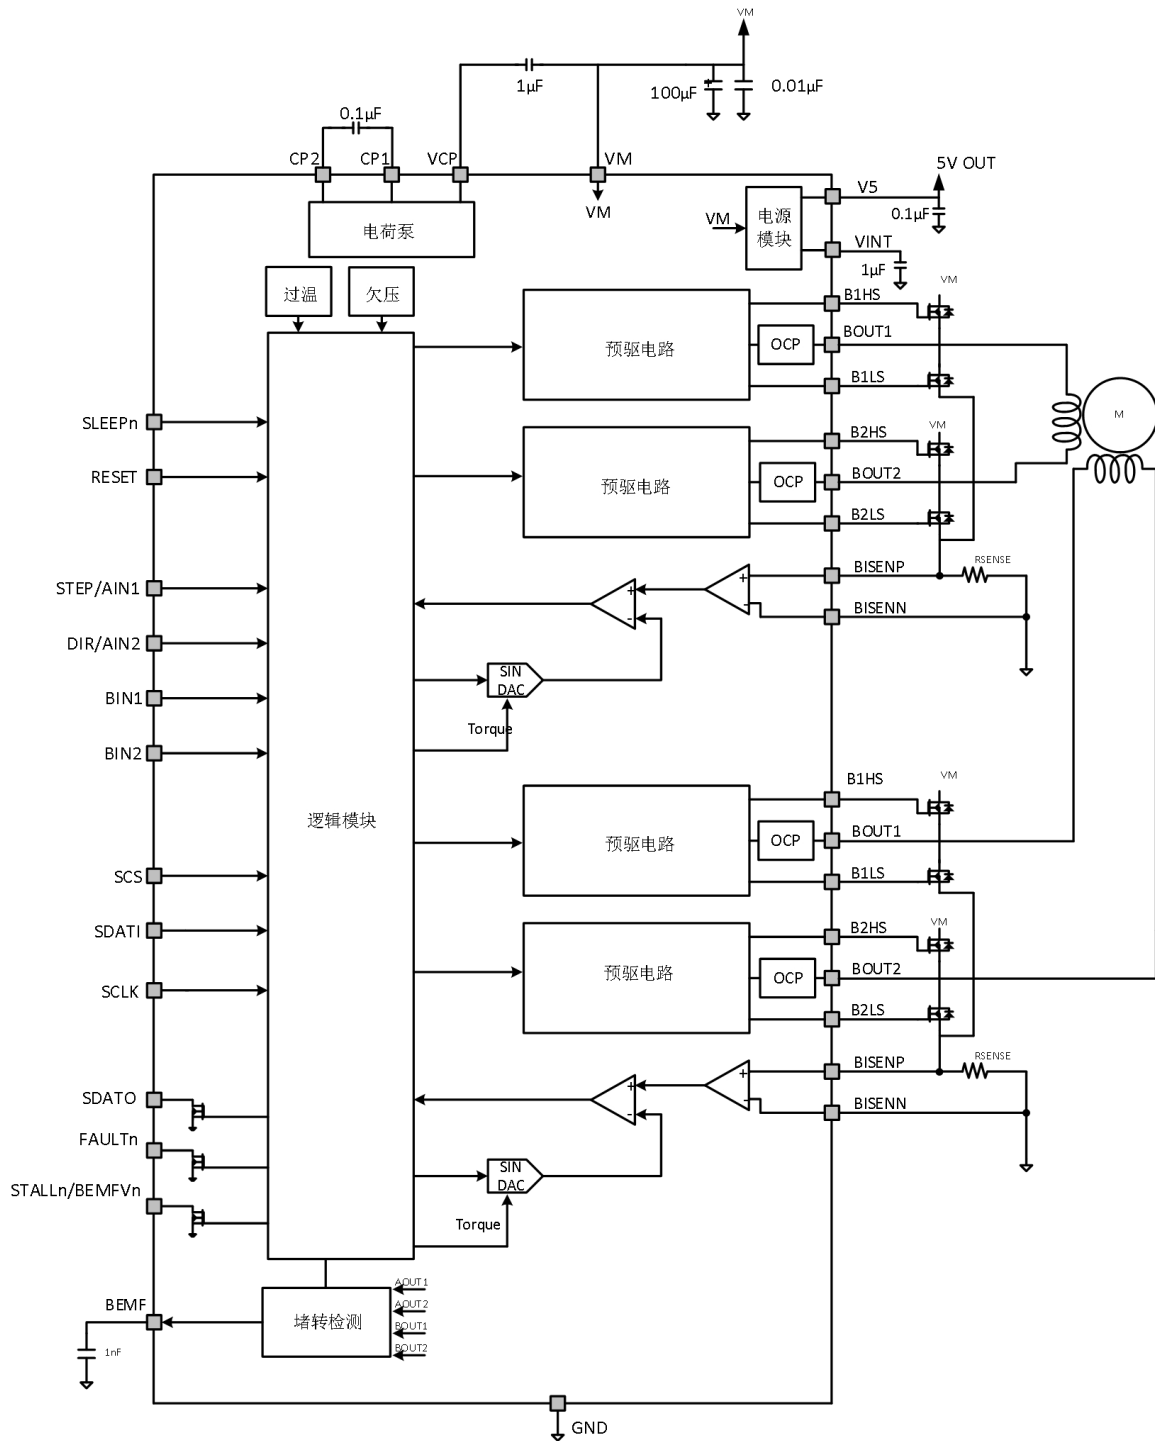 VM
1μF
100μF
0.01μF
0.1μF
CP2
CP1
VCP
VM
5V OUT
V5
VM
电源
模块
0.1μF
电荷泵
VM
VINT
1μF
过温
欠压
B1HS
VM
预驱电路
OCP
BOUT1
B1LS
M
SLEEPn
B2HS
VM
RESET
预驱电路
OCP
BOUT2
B2LS
BISENP
RSENSE
STEP/AIN1
+
+
-
-
BISENN
DIR/AIN2
SIN
DAC
BIN1
Torque
BIN2
B1HS
VM
逻辑模块
预驱电路
OCP
BOUT1
SCS
B1LS
SDATI
B2HS
VM
预驱电路
OCP
BOUT2
SCLK
B2LS
BISENP
RSENSE
SDATO
+
+
-
-
BISENN
FAULTn
SIN
DAC
STALLn/BEMFVn
Torque
BEMF
AOUT1
AOUT2
堵转检测
BOUT1
BOUT2
1nF
GND